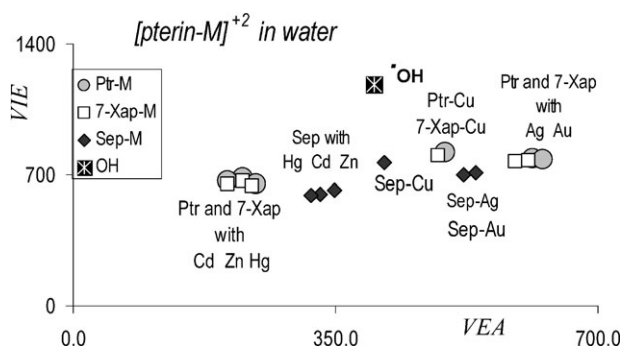 [pterin-M]+2 in water
1400
VIE
Ptr-M
7-Xap-M
Sep-M
OH
•OH
Ptr-Cu
7-Xap-Cu
Ptr and 7-Xap
with
Ag Au
Sep with
Hg Cd Zn
700
Sep-Cu
Sep-Ag
Sep-Au
Ptr and 7-Xap
with
Cd Zn Hg
0
0.0
350.0
VEA
700.0